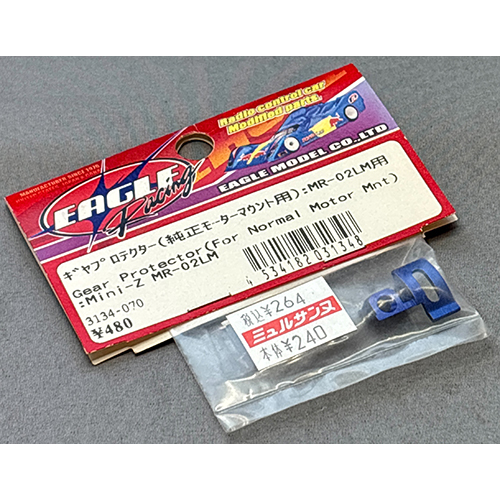 Radio control car
Modified parts.
MANUFACTURER SINCE 1976
EAGLE
Racing
EAGLE MODEL CO.,LTD
ギヤプロテクター(純正モーターマウント用):MR-02LM用
Gear Protector(For Normal Motor Mnt)
:Mini-Z MR-02LM
3134-070
¥480
4534182031348
税込¥264
ミュルサンヌ
本体¥240